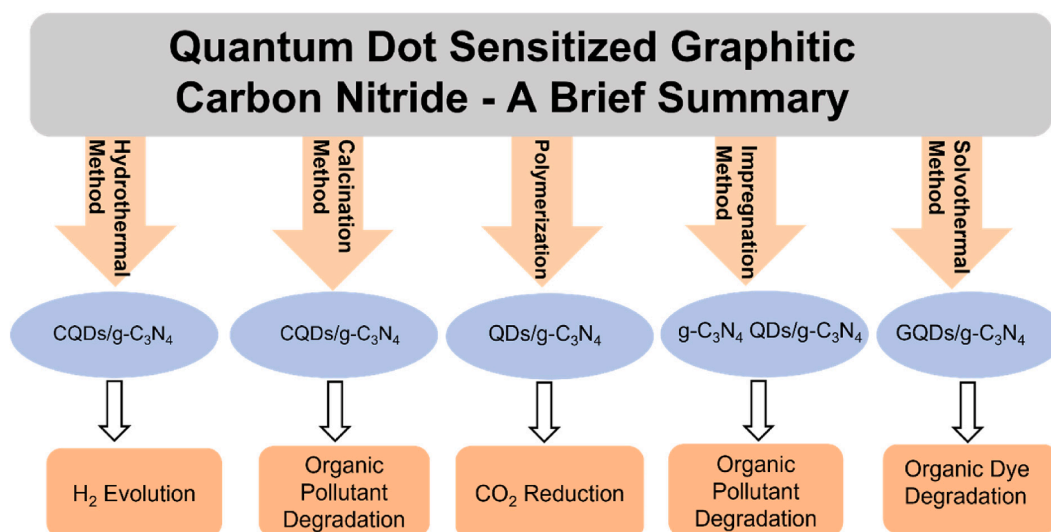 Quantum Dot Sensitized Graphitic
Carbon Nitride - A Brief Summary
Hydrothermal
Method
Calcination
Method
Polymerization
Impregnation
Method
Solvothermal
Method
CQDs/g-C₃N₄
CQDs/g-C₃N₄
QDs/g-C₃N₄
g-C₃N₄ QDs/g-C₃N₄
GQDs/g-C₃N₄
H₂ Evolution
Organic
Pollutant
Degradation
CO₂ Reduction
Organic
Pollutant
Degradation
Organic Dye
Degradation